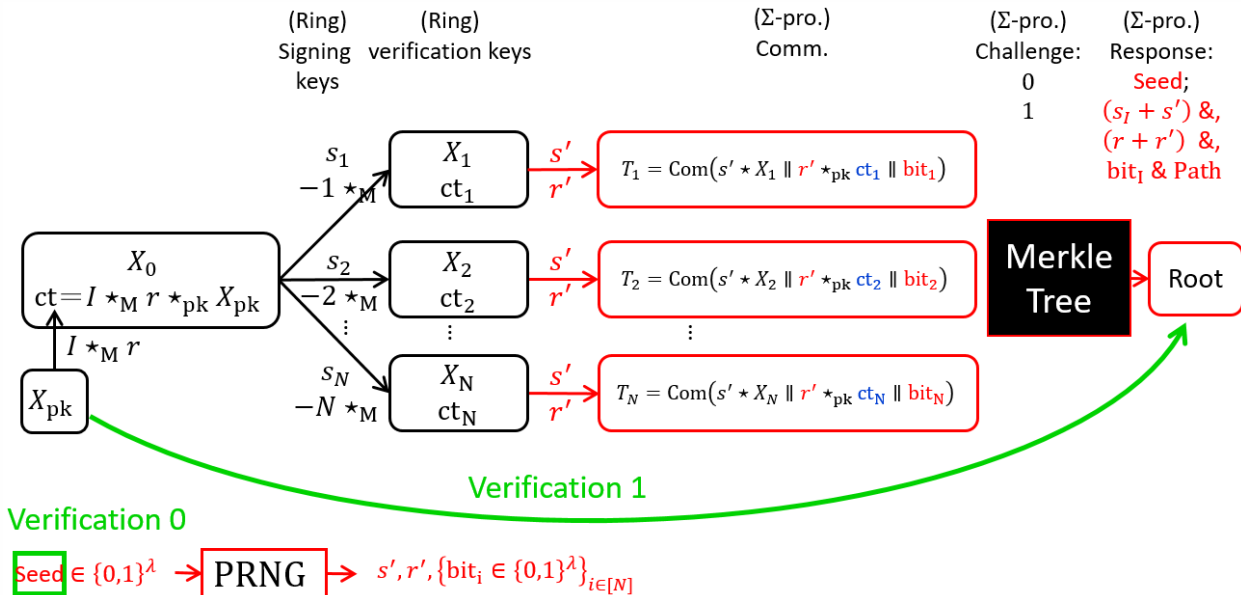 (Ring)
Signing
keys
(Ring)
verification keys
(Σ-pro.)
Comm.
(Σ-pro.)
Challenge:
0
1
(Σ-pro.)
Response:
Seed;
(s_I + s′) &,
(r + r′) &,
bit_I & Path
s_1
−1 ⋆_M
X_1
ct_1
s′
r′
T_1 = Com(s′ ⋆ X_1 ∥ r′ ⋆_pk ct_1 ∥ bit_1)
X_0
ct=I ⋆_M r ⋆_pk X_pk
s_2
−2 ⋆_M
⋮
X_2
ct_2
⋮
s′
r′
T_2 = Com(s′ ⋆ X_2 ∥ r′ ⋆_pk ct_2 ∥ bit_2)
⋮
Merkle
Tree
Root
I ⋆_M r
X_pk
s_N
−N ⋆_M
X_N
ct_N
s′
r′
T_N = Com(s′ ⋆ X_N ∥ r′ ⋆_pk ct_N ∥ bit_N)
Verification 1
Verification 0
Seed ∈ {0,1}^λ
PRNG
s′, r′, {bit_i ∈ {0,1}^λ}_{i∈[N]}